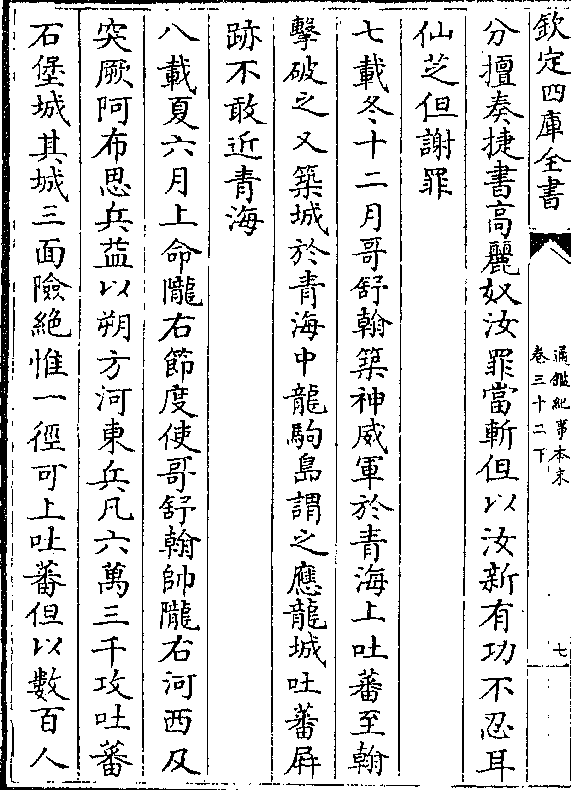 欽定四庫全書
通鑑紀事本末
卷三十二下
七
分擅奏捷書高麗奴汝罪當斬但以汝新有功不忍耳
仙芝但謝罪
七載冬十二月哥舒翰築神威軍於青海上吐蕃至翰
擊破之又築城於青海中龍駒島謂之應龍城吐蕃屛
跡不敢近青海
八載夏六月上命隴右節度使哥舒翰帥隴右河西及
突厥阿布思兵益以朔方河東兵凡六萬三千攻吐蕃
石堡城其城三面險絶惟一徑可上吐蕃但以數百人